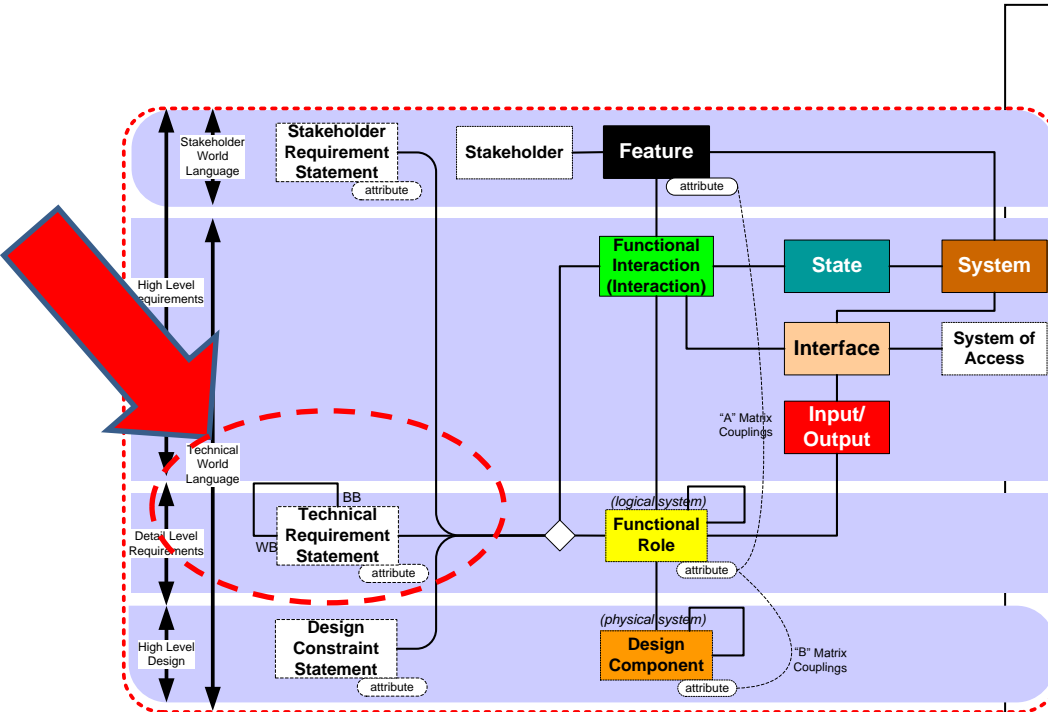 Stakeholder
World
Language
Stakeholder
Requirement
Statement
attribute
Stakeholder
Feature
attribute
High Level
equirements
Functional
Interaction
(Interaction)
State
System
Interface
System of
Access
"A" Matrix
Couplings
Input/
Output
Technical
World
Language
Detail Level
Requirements
BB
WB
Technical
Requirement
Statement
attribute
(logical system)
Functional
Role
attribute
High Level
Design
Design
Constraint
Statement
attribute
(physical system)
Design
Component
attribute
"B" Matrix
Couplings